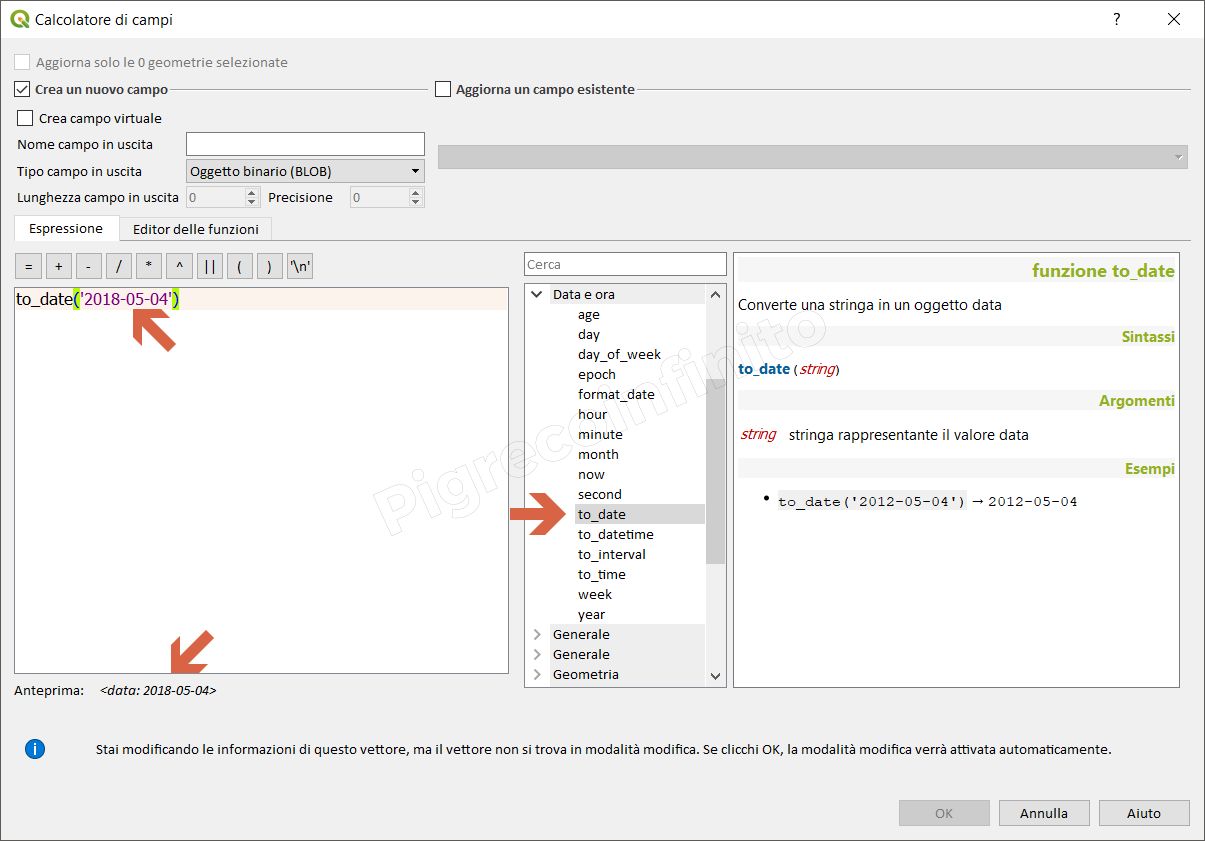 Calcolatore di campi
?
Aggiorna solo le 0 geometrie selezionate
Crea un nuovo campo
Aggiorna un campo esistente
Crea campo virtuale
Nome campo in uscita
Tipo campo in uscita Oggetto binario (BLOB)
Lunghezza campo in uscita 0 Precisione 0
Espressione Editor delle funzioni
= + - / * ^ || ( ) '\n'
to_date('2018-05-04')
Anteprima: <data: 2018-05-04>
Cerca
Data e ora
age
day
day_of_week
epoch
format_date
hour
minute
month
now
second
to_date
to_datetime
to_interval
to_time
week
year
Generale
Generale
Geometria
funzione to_date
Converte una stringa in un oggetto data
Sintassi
to_date (string)
Argomenti
string stringa rappresentante il valore data
Esempi
• to_date('2012-05-04') → 2012-05-04
PigrecoInfinito
i
Stai modificando le informazioni di questo vettore, ma il vettore non si trova in modalità modifica. Se clicchi OK, la modalità modifica verrà attivata automaticamente.
OK Annulla Aiuto